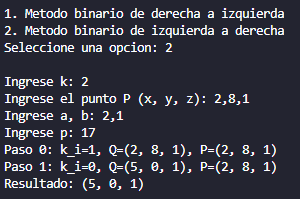 1. Metodo binario de derecha a izquierda
2. Metodo binario de izquierda a derecha
Seleccione una opcion: 2
Ingrese k: 2
Ingrese el punto P (x, y, z): 2,8,1
Ingrese a, b: 2,1
Ingrese p: 17
Paso 0: k_i=1, Q=(2, 8, 1), P=(2, 8, 1)
Paso 1: k_i=0, Q=(5, 0, 1), P=(2, 8, 1)
Resultado: (5, 0, 1)